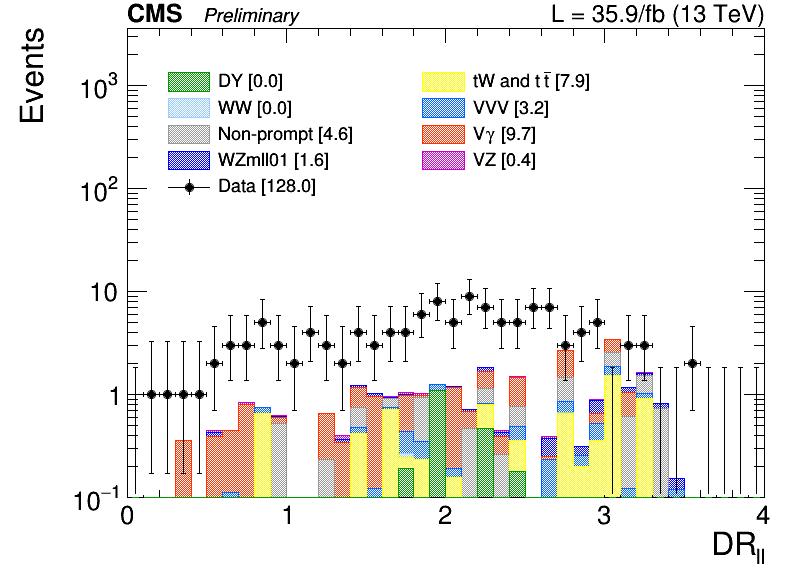 CMS Preliminary L = 35.9/fb (13 TeV)
Events
DY [0.0]
WW [0.0]
Non-prompt [4.6]
WZmll01 [1.6]
Data [128.0]
tW and t t̄ [7.9]
VVV [3.2]
Vγ [9.7]
VZ [0.4]
10³
10²
10
1
10⁻¹
0 1 2 3 4
DR_ll